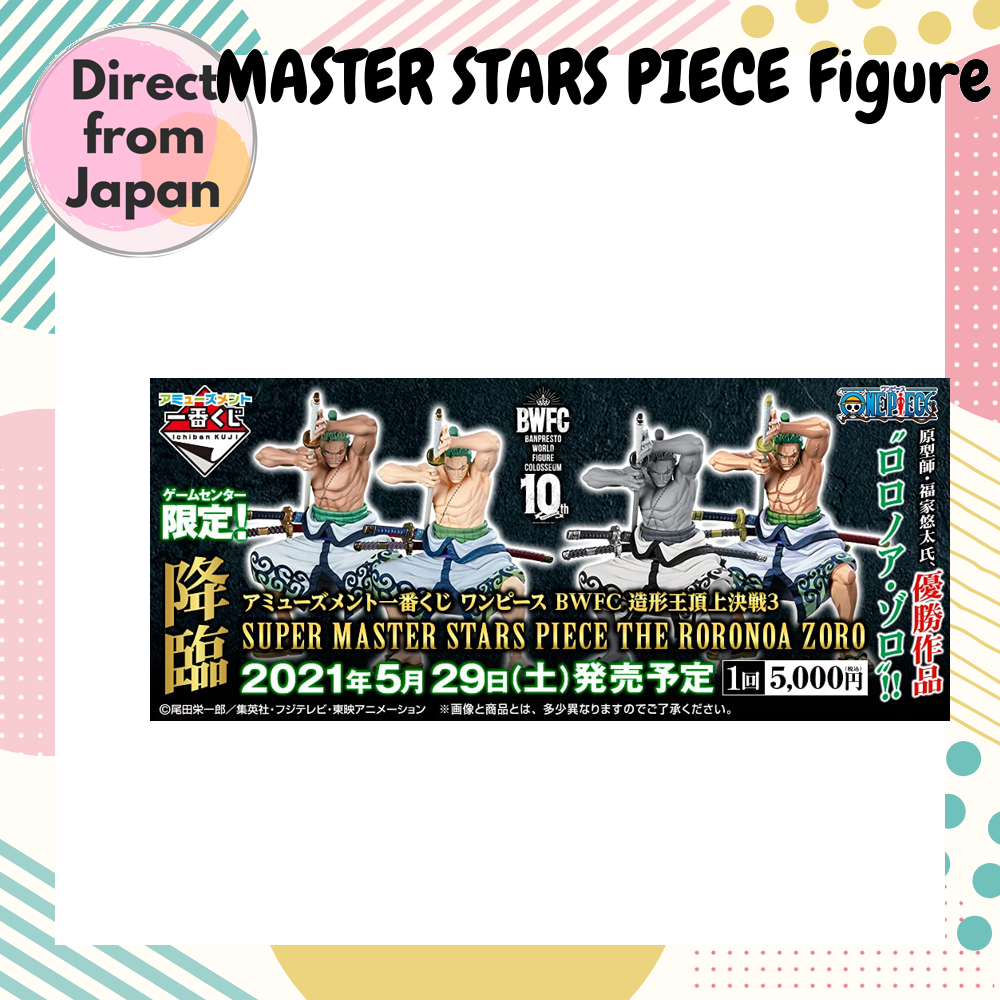 Direct
from
Japan
MASTER STARS PIECE Figure
アミューズメント
一番くじ
Ichiban KUJI
ゲームセンター
限定!
降臨
BWFC
BANPRESTO
WORLD
FIGURE
COLOSSEUM
10th
ワンピース
ONE PIECE
原型師・福家悠太氏、優勝作品
"ロロノア・ゾロ"!!
アミューズメント一番くじ ワンピース BWFC 造形王頂上決戦3
SUPER MASTER STARS PIECE THE RORONOA ZORO
2021年5月29日(土)発売予定
1回 5,000円(税込)
©尾田栄一郎/集英社・フジテレビ・東映アニメーション ※画像と商品とは、多少異なりますのでご了承ください。